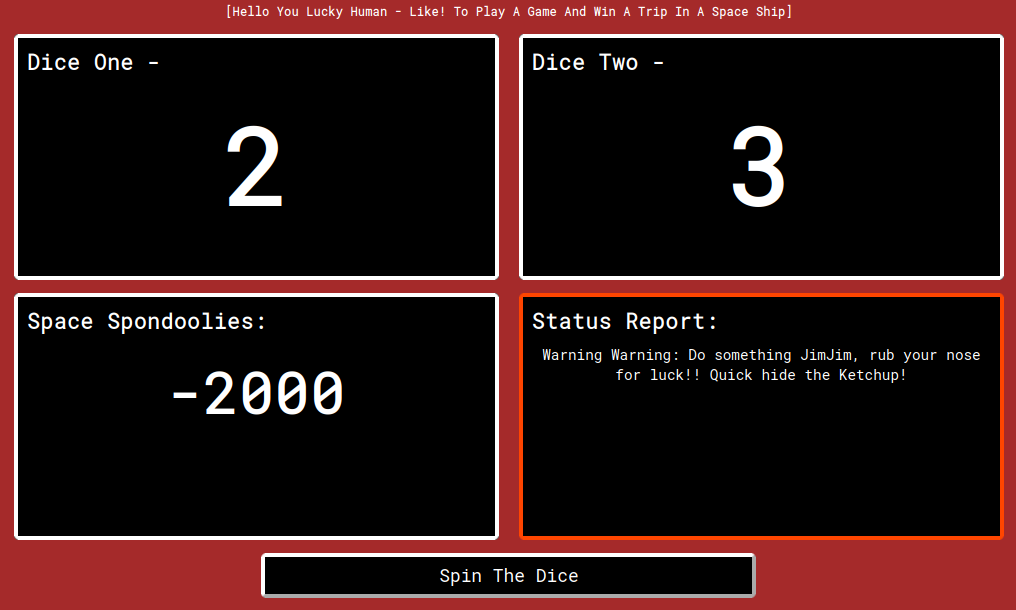 [Hello You Lucky Human - Like! To Play A Game And Win A Trip In A Space Ship]
Dice One -
2
Dice Two -
3
Space Spondoolies:
-2000
Status Report:
Warning Warning: Do something JimJim, rub your nose
for luck!! Quick hide the Ketchup!
Spin The Dice